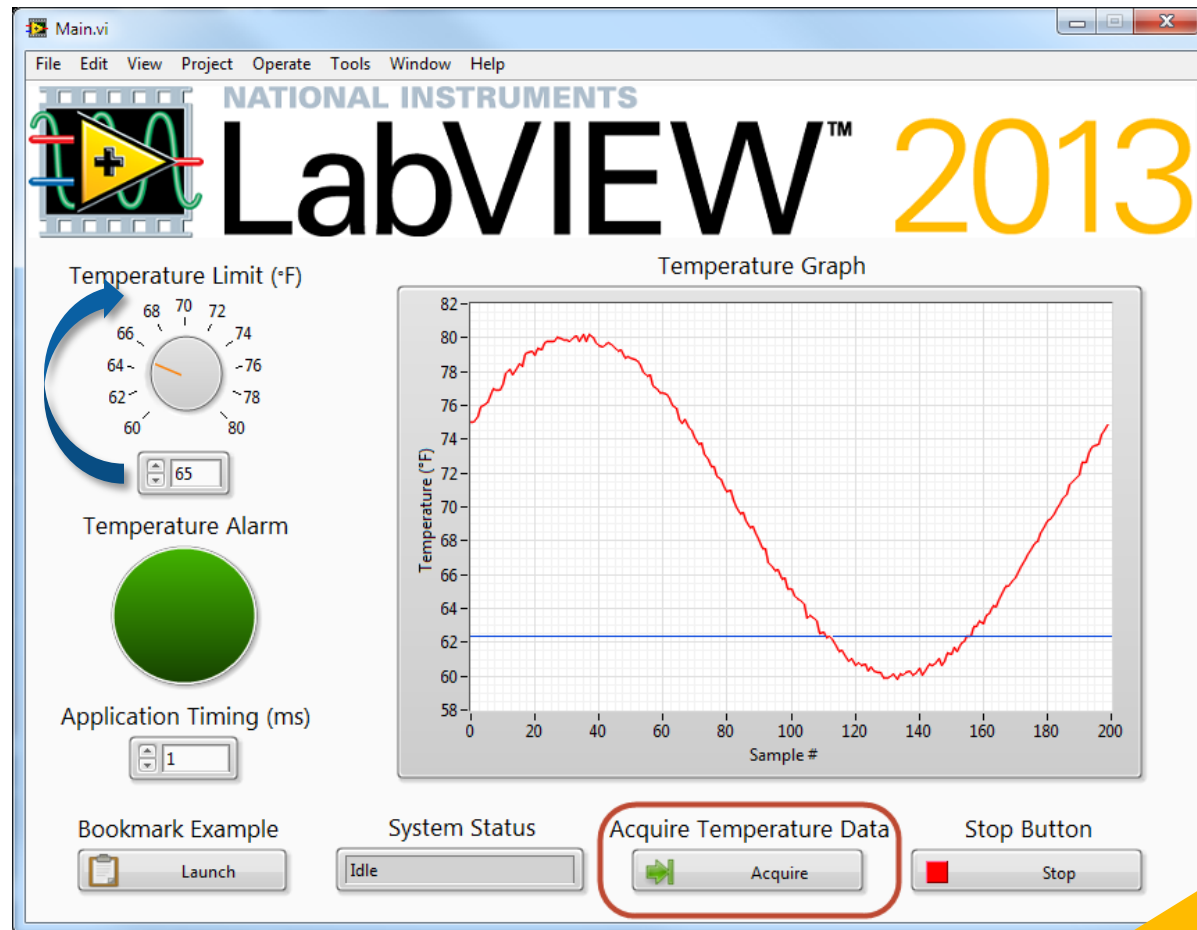 Main.vi
File Edit View Project Operate Tools Window Help
NATIONAL INSTRUMENTS
LabVIEW™ 2013
Temperature Limit (°F)
60
62
64
66
68
70
72
74
76
78
80
65
Temperature Alarm
Application Timing (ms)
1
Temperature Graph
Temperature (°F)
82
80
78
76
74
72
70
68
66
64
62
60
58
0 20 40 60 80 100 120 140 160 180 200
Sample #
Bookmark Example
Launch
System Status
Idle
Acquire Temperature Data
Acquire
Stop Button
Stop